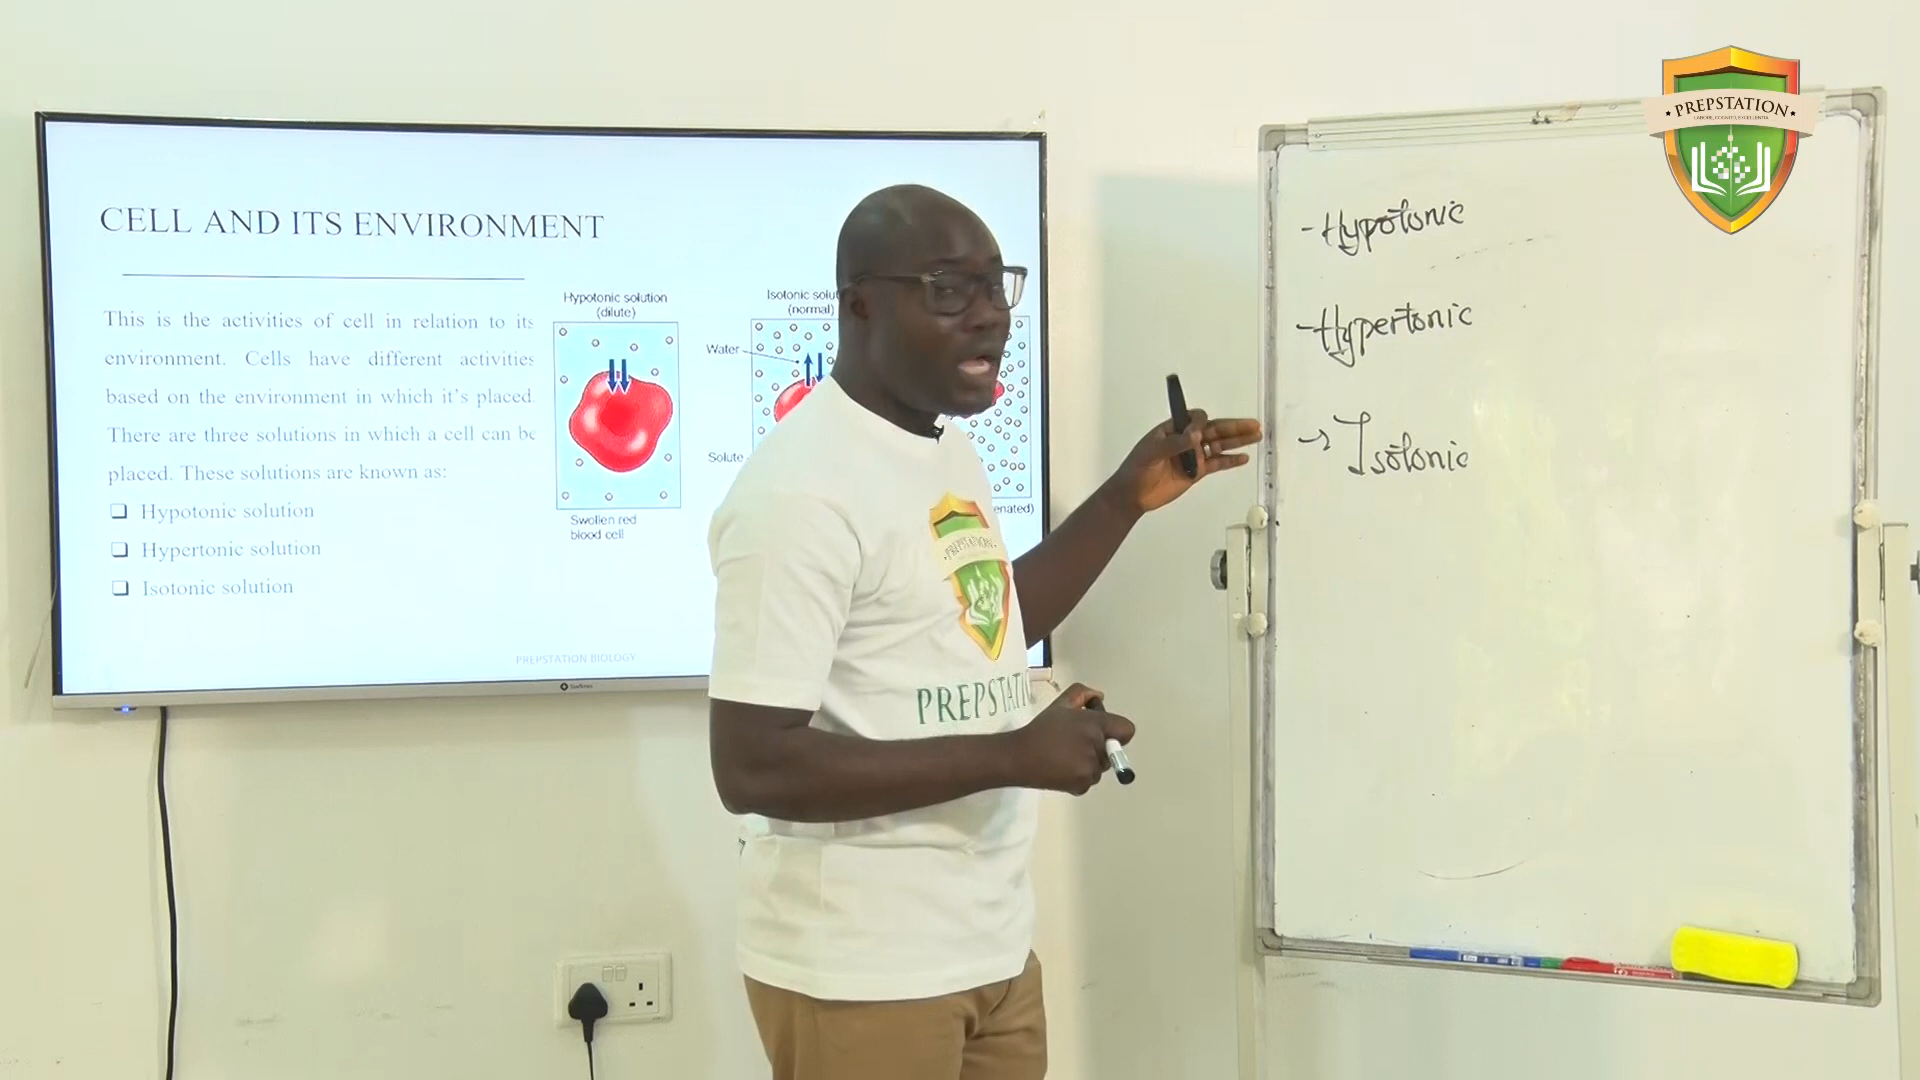 CELL AND ITS ENVIRONMENT
This is the activities of cell in relation to its
environment. Cells have different activities
based on the environment in which it's placed.
There are three solutions in which a cell can be
placed. These solutions are known as:
❑ Hypotonic solution
❑ Hypertonic solution
❑ Isotonic solution
Hypotonic solution
(dilute)
Swollen red
blood cell
Isotonic solut
(normal)
Water
Solute
enated)
PREPSTATION BIOLOGY
PREPSTATION
PREPSTATI
- Hypotonic
- Hypertonic
→ Isotonic
PREPSTATION